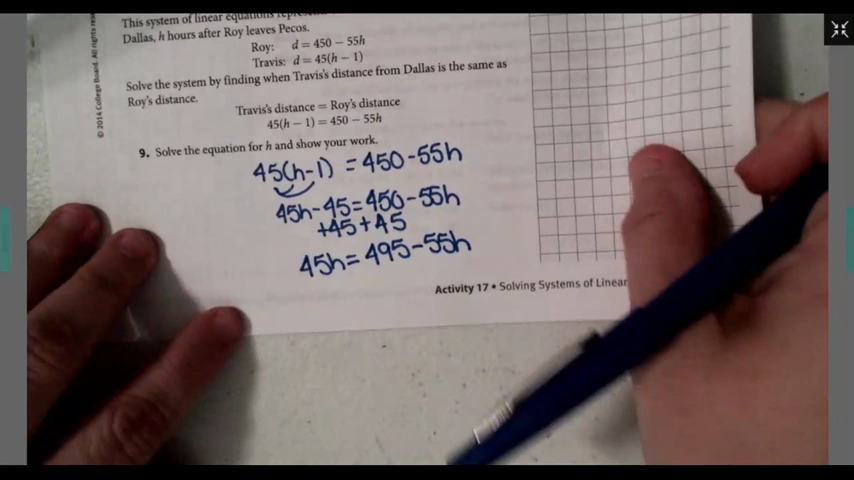 This system of linear equations
Dallas, h hours after Roy leaves Pecos.
Roy: d = 450 – 55h
Travis: d = 45(h – 1)
Solve the system by finding when Travis's distance from Dallas is the same as
Roy's distance.
Travis's distance = Roy's distance
45(h – 1) = 450 – 55h
9. Solve the equation for h and show your work.
45(h-1) = 450-55h
45h-45=450-55h
+45 +45
45h=495-55h
Activity 17 • Solving Systems of Linear
© 2014 College Board. All rights